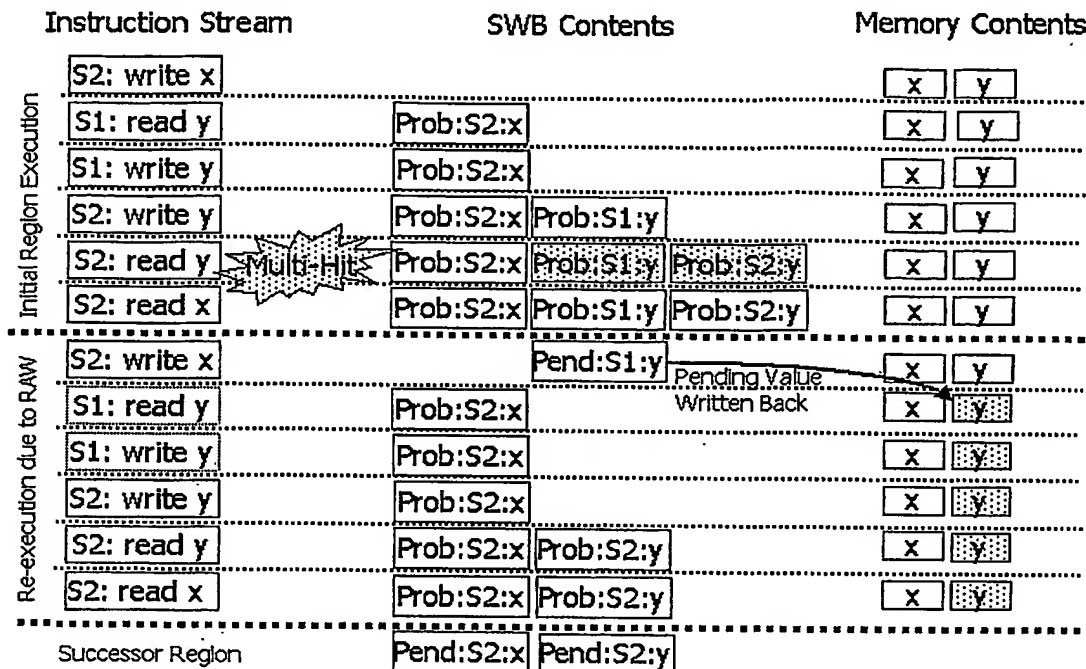 Instruction Stream SWB Contents Memory Contents
Initial Region Execution
S2: write x x y
S1: read y Prob:S2:x x y
S1: write y Prob:S2:x x y
S2: write y Prob:S2:x Prob:S1:y x y
S2: read y Multi-Hit Prob:S2:x Prob:S1:y Prob:S2:y x y
S2: read x Prob:S2:x Prob:S1:y Prob:S2:y x y
Re-execution due to RAW
S2: write x Pend:S1:y x y
Pending Value
Written Back
S1: read y Prob:S2:x x y
S1: write y Prob:S2:x x y
S2: write y Prob:S2:x x y
S2: read y Prob:S2:x Prob:S2:y x y
S2: read x Prob:S2:x Prob:S2:y x y
Successor Region Pend:S2:x Pend:S2:y